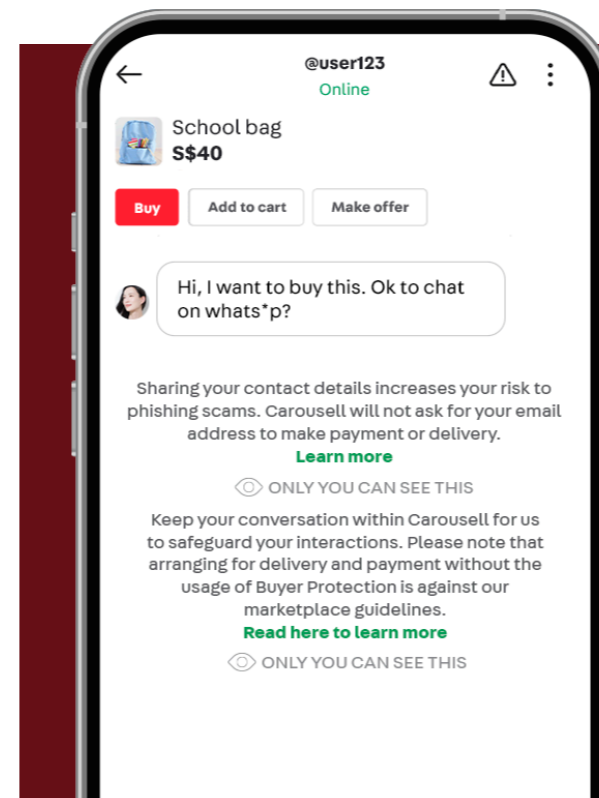 @user123
Online
School bag
S$40
Buy
Add to cart
Make offer
Hi, I want to buy this. Ok to chat
on whats*p?
Sharing your contact details increases your risk to
phishing scams. Carousell will not ask for your email
address to make payment or delivery.
Learn more
ONLY YOU CAN SEE THIS
Keep your conversation within Carousell for us
to safeguard your interactions. Please note that
arranging for delivery and payment without the
usage of Buyer Protection is against our
marketplace guidelines.
Read here to learn more
ONLY YOU CAN SEE THIS